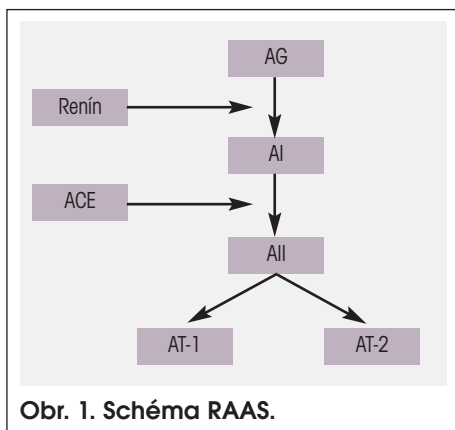 AG
Renín
AI
ACE
AII
AT-1 AT-2
Obr. 1. Schéma RAAS.